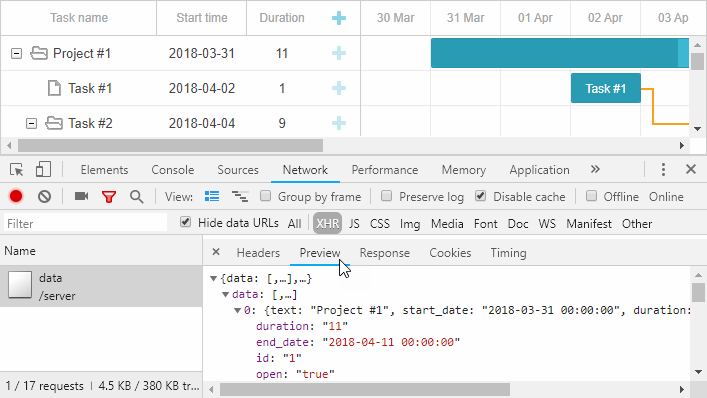 Task name Start time Duration 30 Mar 31 Mar 01 Apr 02 Apr 03 Ap
Project #1 2018-03-31 11
Task #1 2018-04-02 1 Task #1
Task #2 2018-04-04 9
Elements Console Sources Network Performance Memory Application
View: Group by frame Preserve log Disable cache Offline Online
Filter Hide data URLs All XHR JS CSS Img Media Font Doc WS Manifest Other
Name Headers Preview Response Cookies Timing
data
/server
{data: [,…],…}
data: [,…]
0: {text: "Project #1", start_date: "2018-03-31 00:00:00", duration:
duration: "11"
end_date: "2018-04-11 00:00:00"
id: "1"
open: "true"
1 / 17 requests 4.5 KB / 380 KB tr...